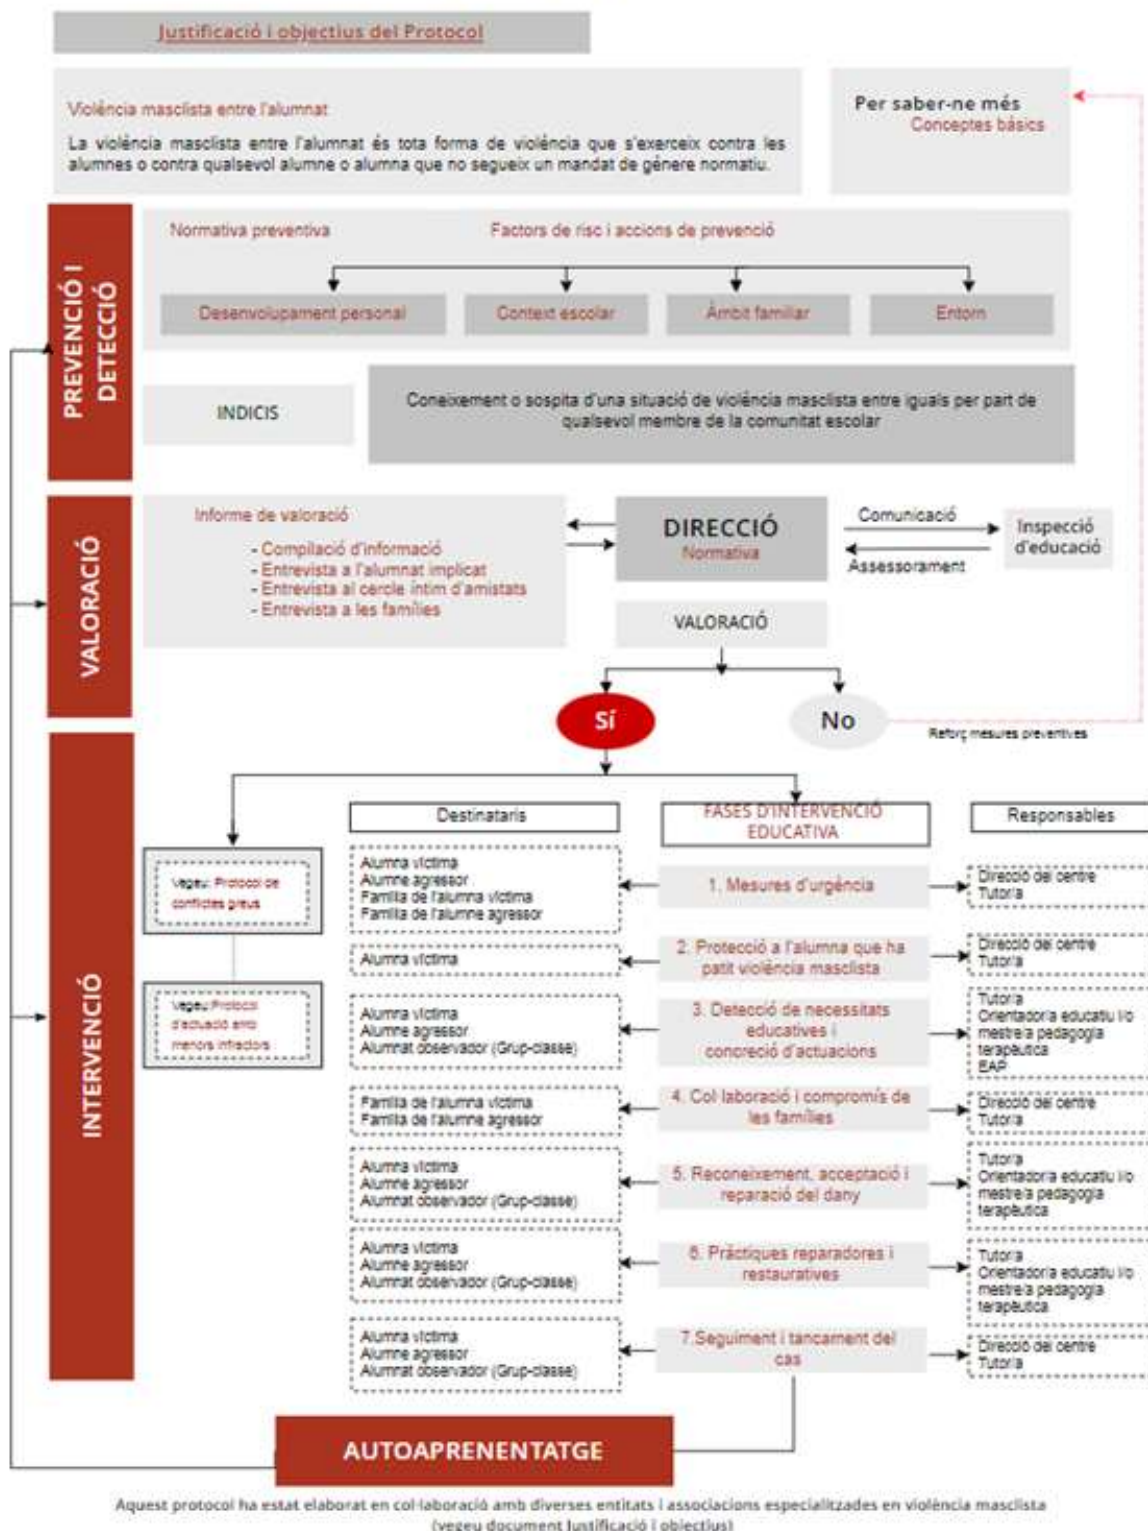 Justificació i objectius del Protocol
Violència masclista entre l'alumnat
La violència masclista entre l'alumnat és tota forma de violència que s'exerceix contra les
alumnes o contra qualsevol alumne o alumna que no segueix un mandat de gènere normatiu.
Per saber-ne més
Conceptes bàsics
PREVENCIÓ I
DETECCIÓ
Normativa preventiva
Factors de risc i accions de prevenció
Desenvolupament personal
Context escolar
Àmbit familiar
Entorn
INDICIS
Coneixement o sospita d'una situació de violència masclista entre iguals per part de
qualsevol membre de la comunitat escolar
VALORACIÓ
Informe de valoració
- Compilació d'informació
- Entrevista a l'alumnat implicat
- Entrevista al cercle íntim d'amistats
- Entrevista a les famílies
DIRECCIÓ
Normativa
Comunicació
Assessorament
Inspecció
d'educació
VALORACIÓ
Sí
No
Reforç mesures preventives
INTERVENCIÓ
Vegeu: Protocol de
conflictes greus
Vegeu: Protocol
d'actuació amb
menors infractors
Destinataris
FASES D'INTERVENCIÓ
EDUCATIVA
Responsables
Alumna víctima
Alumne agressor
Família de l'alumna víctima
Família de l'alumne agressor
1. Mesures d'urgència
Direcció del centre
Tutor/a
Alumna víctima
2. Protecció a l'alumna que ha
patit violència masclista
Direcció del centre
Tutor/a
Alumna víctima
Alumne agressor
Alumnat observador (Grup-classe)
3. Detecció de necessitats
educatives i
concreció d'actuacions
Tutor/a
Orientador/a educatiu i/o
mestre/a pedagogia
terapèutica
EAP
Família de l'alumna víctima
Família de l'alumne agressor
4. Col·laboració i compromís de
les famílies
Direcció del centre
Tutor/a
Alumna víctima
Alumne agressor
Alumnat observador (Grup-classe)
5. Reconeixement, acceptació i
reparació del dany
Tutor/a
Orientador/a educatiu i/o
mestre/a pedagogia
terapèutica
Alumna víctima
Alumne agressor
Alumnat observador (Grup-classe)
6. Pràctiques reparadores i
restauratives
Tutor/a
Orientador/a educatiu i/o
mestre/a pedagogia
terapèutica
Alumna víctima
Alumne agressor
Alumnat observador (Grup-classe)
7.Seguiment i tancament del
cas
Direcció del centre
Tutor/a
AUTOAPRENENTATGE
Aquest protocol ha estat elaborat en col·laboració amb diverses entitats i associacions especialitzades en violència masclista
(vegeu document Justificació i objectius)